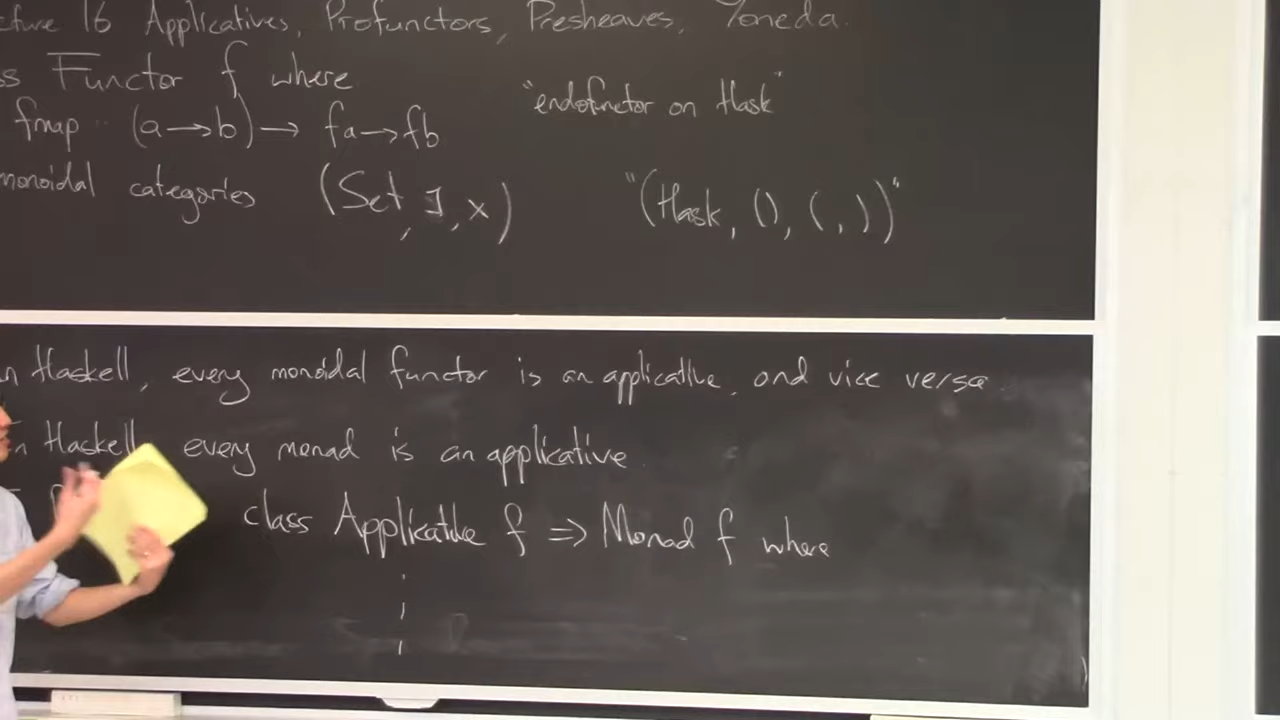 cture 16 Applicatives, Profunctors, Presheaves, Yoneda.
ss Functor f where
"endofunctor on Hask"
fmap :: (a→b)→ fa→fb
monoidal categories (Set, 1, ×) "(Hask, (), (,))"
n Haskell, every monoidal functor is an applicative, and vice versa.
n Haskell, every monad is an applicative.
class Applicative f ⇒ Monad f where